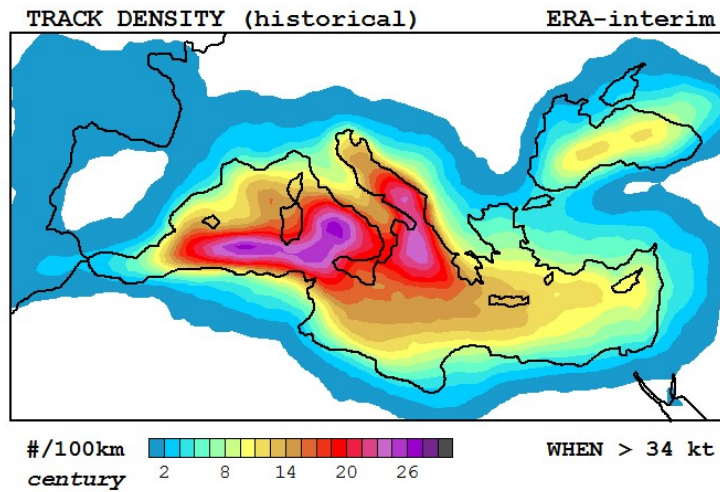 TRACK DENSITY (historical) ERA-interim
#/100km
century
2 8 14 20 26
WHEN > 34 kt